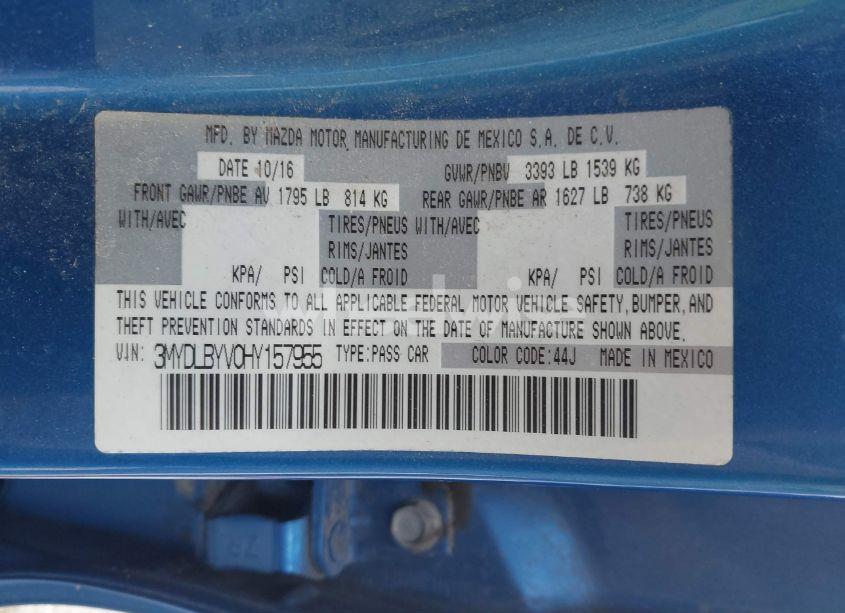 MFD. BY MAZDA MOTOR MANUFACTURING DE MEXICO S.A. DE C.V.
DATE 10/16 GVWR/PNBV 3393 LB 1539 KG
FRONT GAWR/PNBE AV 1795 LB 814 KG REAR GAWR/PNBE AR 1627 LB 738 KG
WITH/AVEC TIRES/PNEUS WITH/AVEC TIRES/PNEUS
RIMS/JANTES RIMS/JANTES
KPA/ PSI COLD/A FROID KPA/ PSI COLD/A FROID
THIS VEHICLE CONFORMS TO ALL APPLICABLE FEDERAL MOTOR VEHICLE SAFETY, BUMPER, AND
THEFT PREVENTION STANDARDS IN EFFECT ON THE DATE OF MANUFACTURE SHOWN ABOVE.
VIN: 3MYDLBYV0HY157955 TYPE:PASS CAR COLOR CODE:44J MADE IN MEXICO
ZR